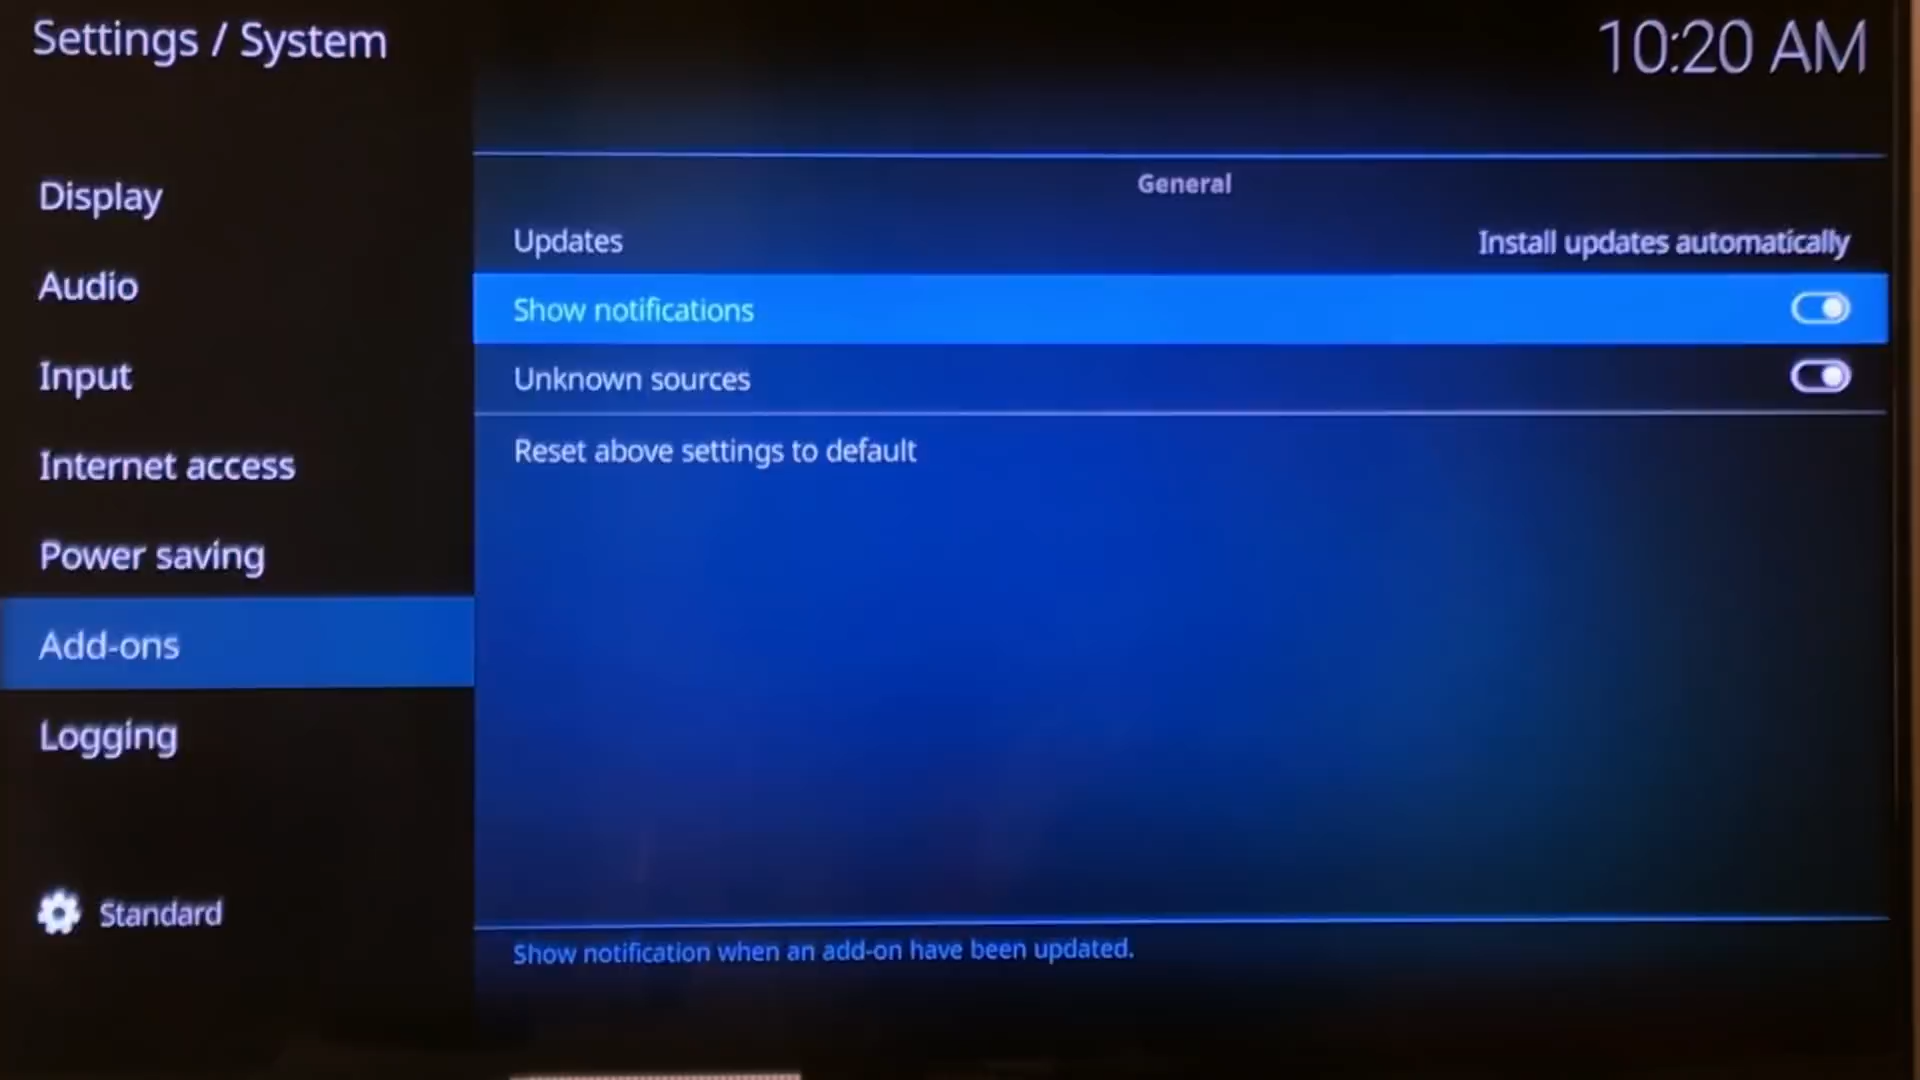 Settings / System
10:20 AM
Display
Audio
Input
Internet access
Power saving
Add-ons
Logging
Standard
General
Updates
Install updates automatically
Show notifications
Unknown sources
Reset above settings to default
Show notification when an add-on have been updated.